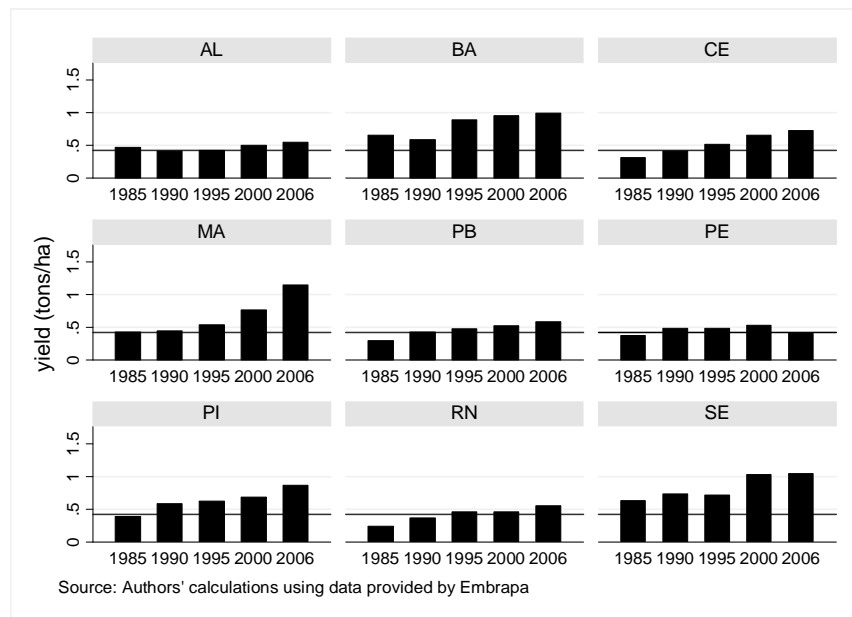 AL BA CE
0 .5 1 1.5
1985 1990 1995 2000 2006 1985 1990 1995 2000 2006 1985 1990 1995 2000 2006
MA PB PE
0 .5 1 1.5
1985 1990 1995 2000 2006 1985 1990 1995 2000 2006 1985 1990 1995 2000 2006
PI RN SE
0 .5 1 1.5
1985 1990 1995 2000 2006 1985 1990 1995 2000 2006 1985 1990 1995 2000 2006
yield (tons/ha)
Source: Authors’ calculations using data provided by Embrapa